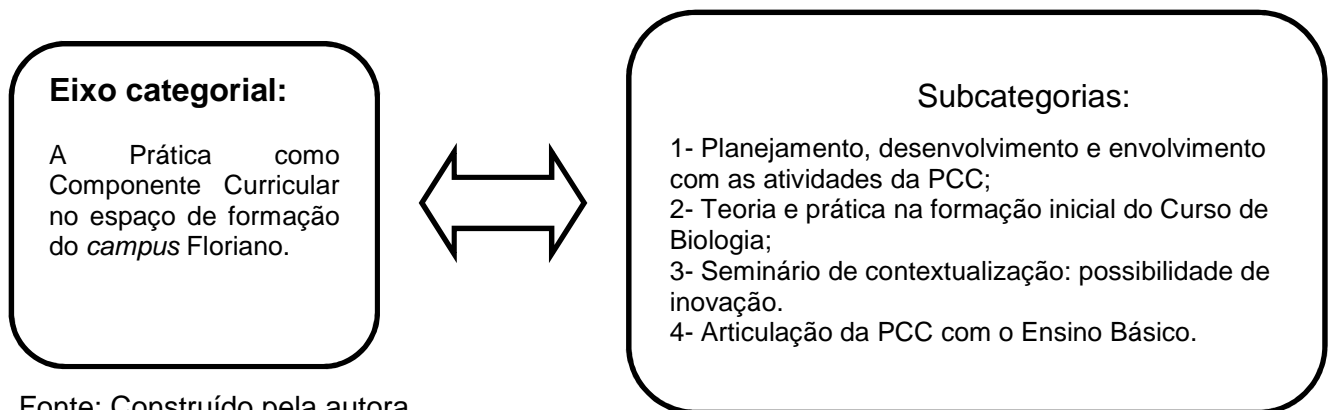 Eixo categorial:
A Prática como
Componente Curricular
no espaço de formação
do campus Floriano.
Subcategorias:
1- Planejamento, desenvolvimento e envolvimento
com as atividades da PCC;
2- Teoria e prática na formação inicial do Curso de
Biologia;
3- Seminário de contextualização: possibilidade de
inovação.
4- Articulação da PCC com o Ensino Básico.
Fonte: Construído pela autora